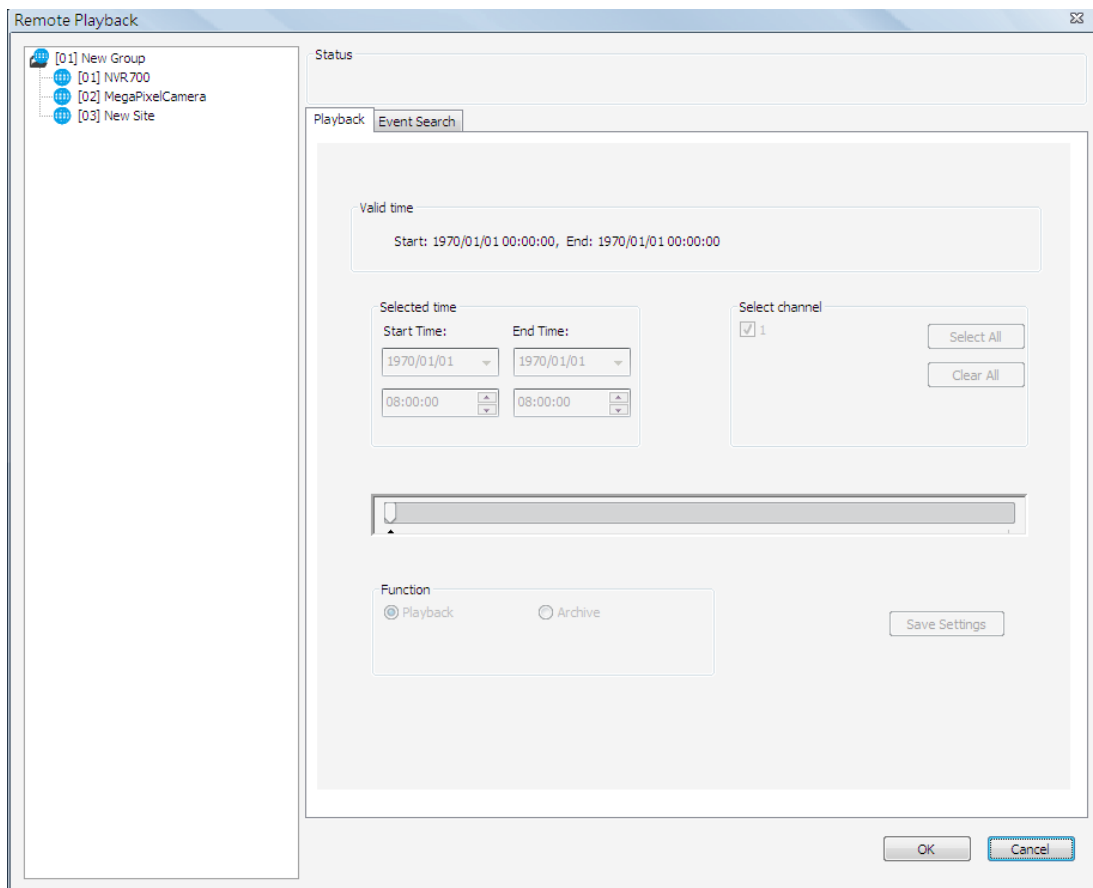 Remote Playback
[01] New Group
[01] NVR700
[02] MegaPixelCamera
[03] New Site
Status
Playback
Event Search
Valid time
Start: 1970/01/01 00:00:00, End: 1970/01/01 00:00:00
Selected time
Start Time:
End Time:
1970/01/01
1970/01/01
08:00:00
08:00:00
Select channel
1
Select All
Clear All
Function
Playback
Archive
Save Settings
OK
Cancel